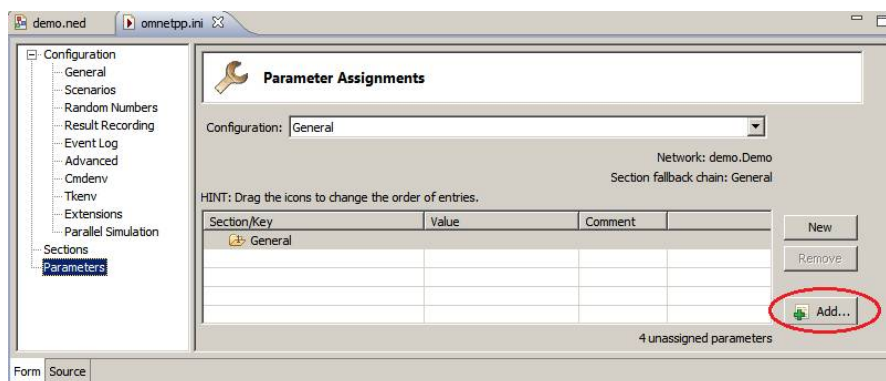 demo.ned omnetpp.ini
Configuration
General
Scenarios
Random Numbers
Result Recording
Event Log
Advanced
Cmdenv
Tkenv
Extensions
Parallel Simulation
Sections
Parameters
Parameter Assignments
Configuration: General
Network: demo.Demo
Section fallback chain: General
HINT: Drag the icons to change the order of entries.
Section/Key Value Comment
General
New
Remove
Add...
4 unassigned parameters
Form Source